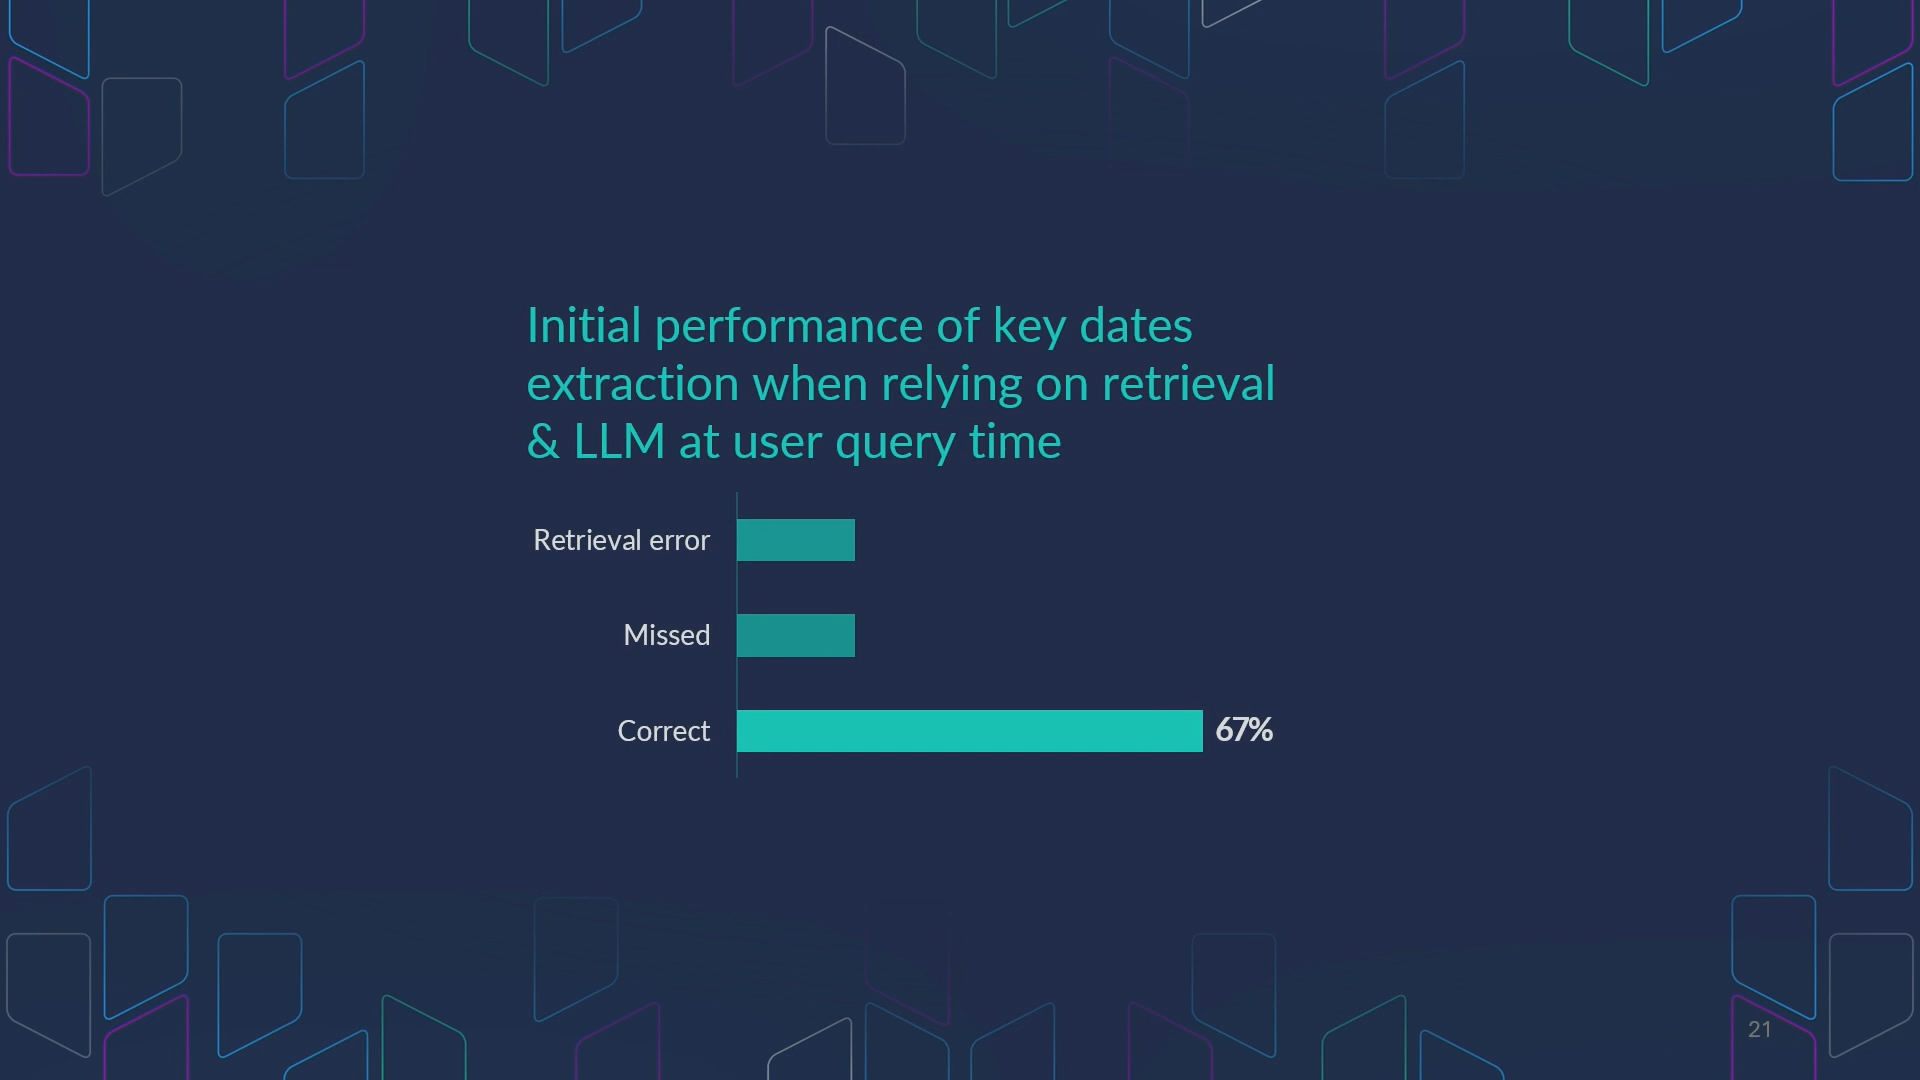 Initial performance of key dates
extraction when relying on retrieval
& LLM at user query time
Retrieval error
Missed
Correct
67%
21